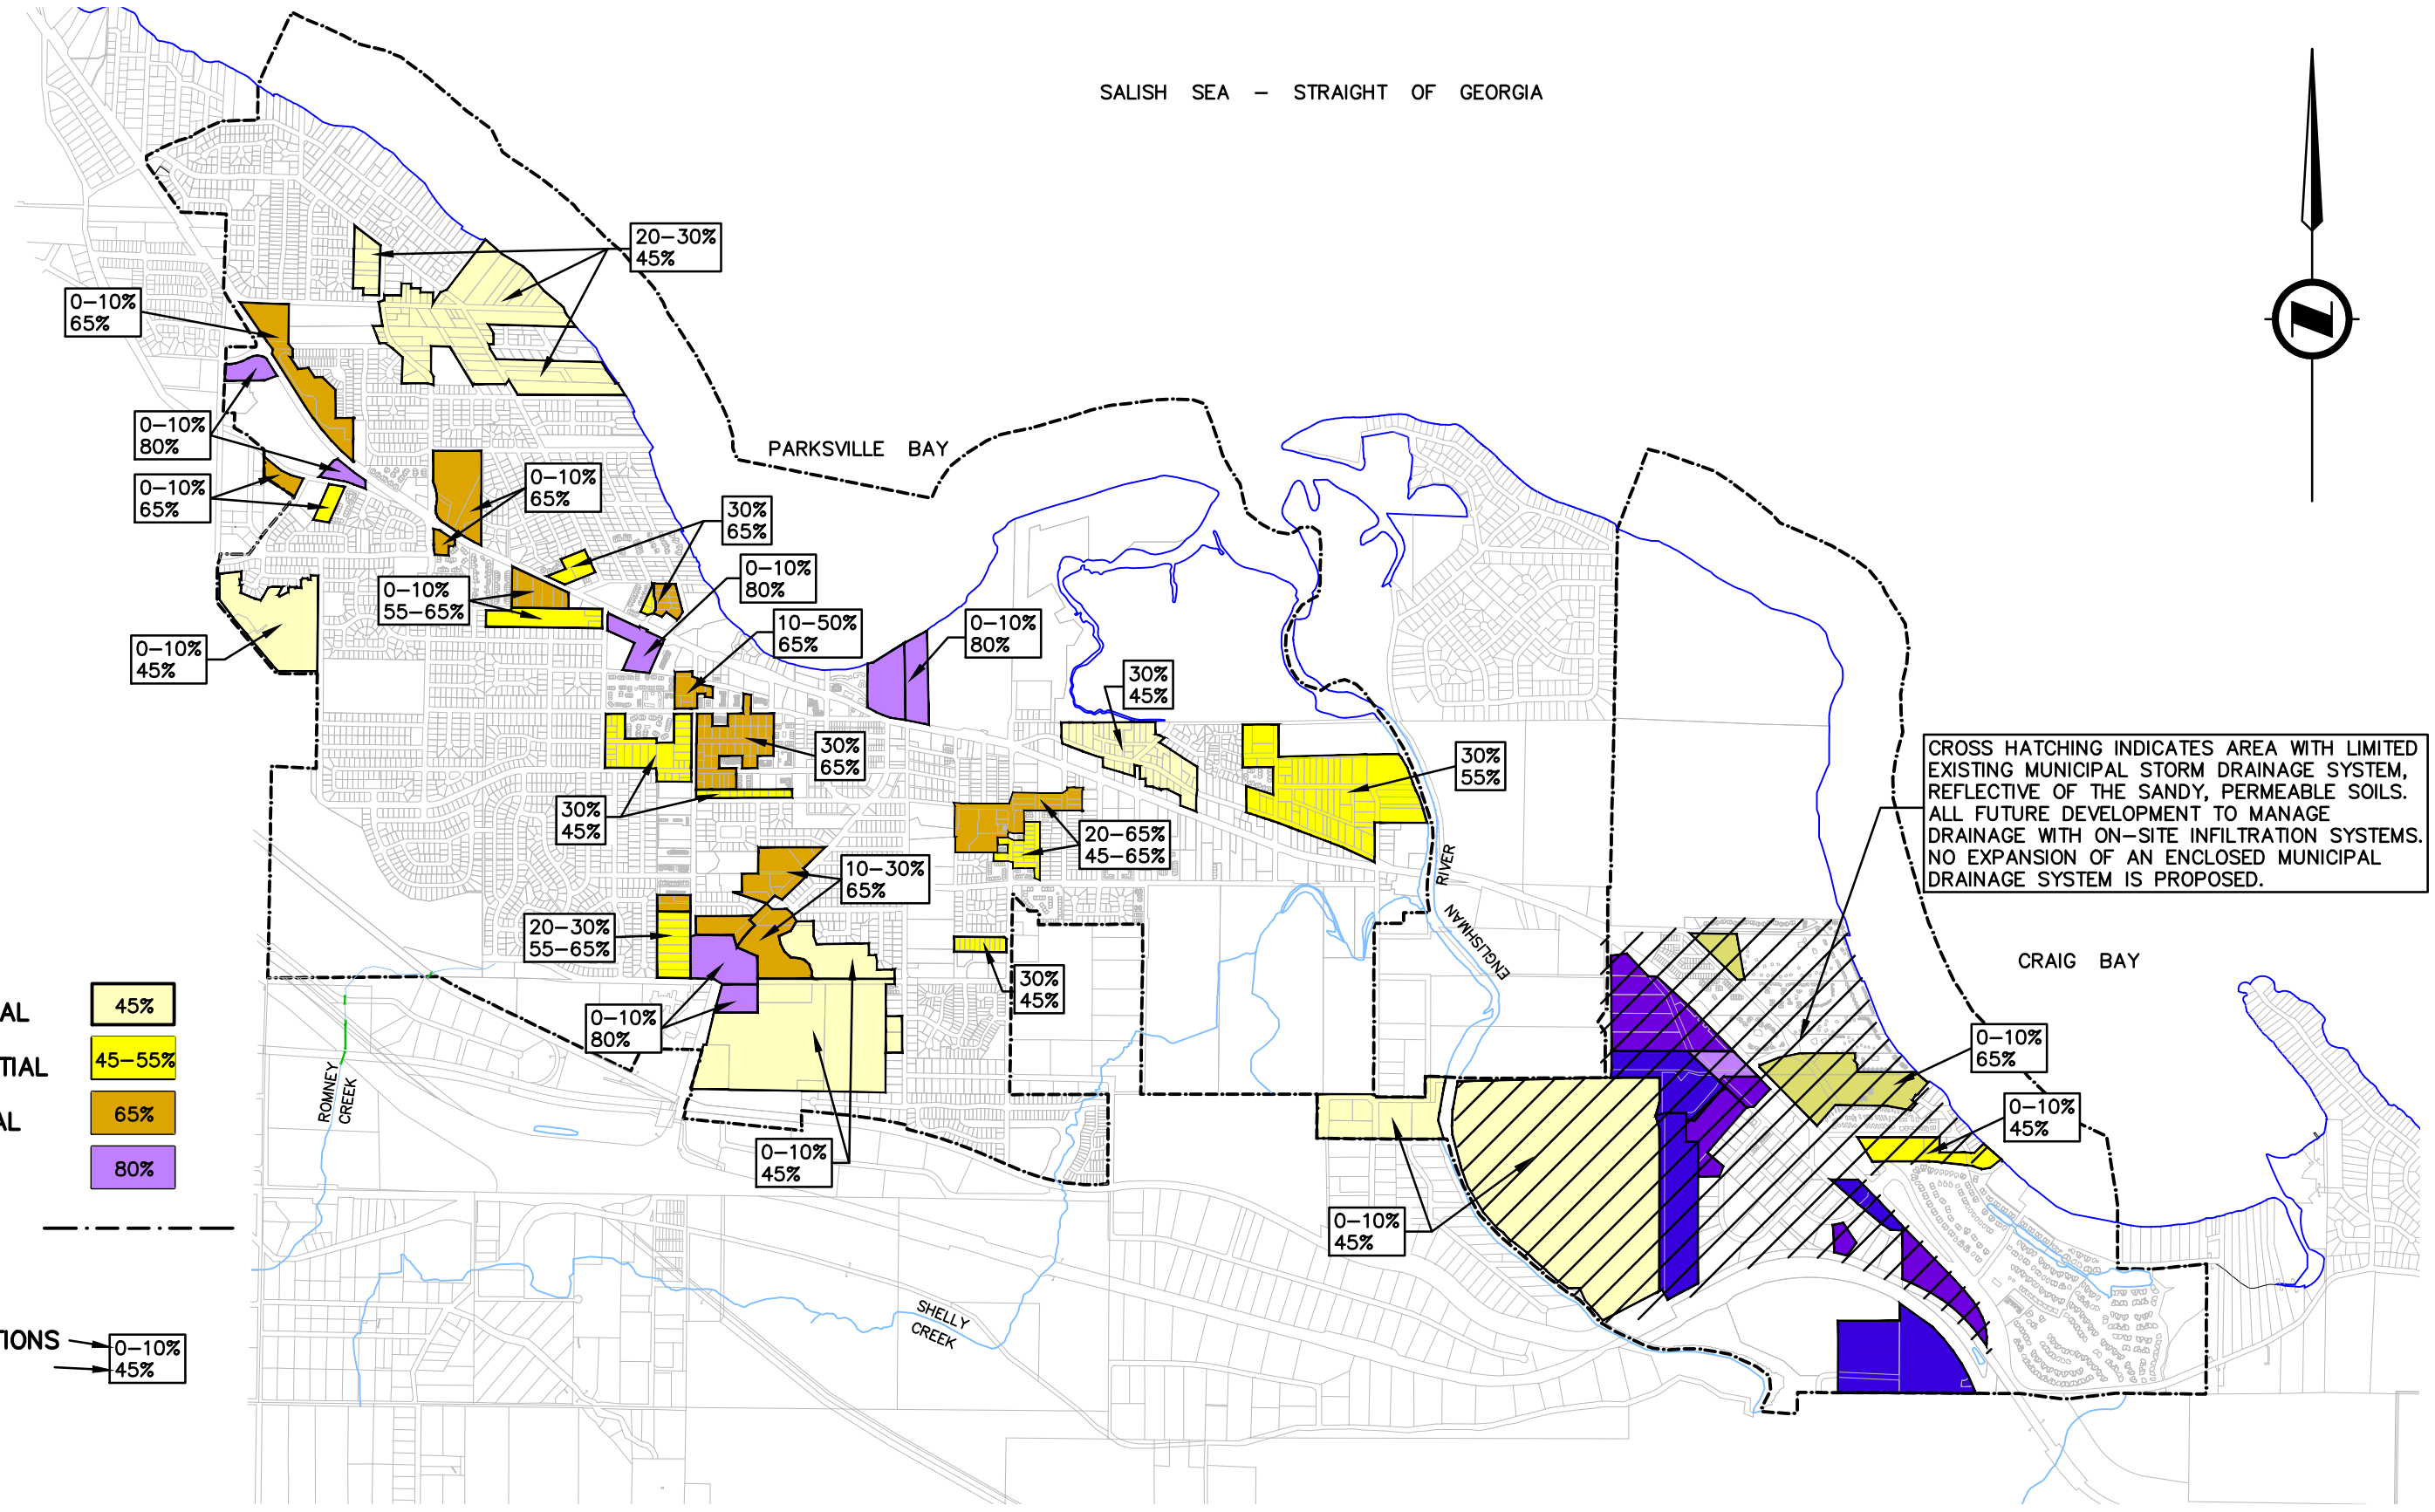 SALISH SEA – STRAIGHT OF GEORGIA
20–30%
45%
0–10%
65%
0–10%
80%
0–10%
65%
PARKSVILLE BAY
0–10%
65%
30%
65%
0–10%
80%
0–10%
55–65%
10–50%
65%
0–10%
80%
0–10%
45%
30%
45%
30%
65%
30%
55%
30%
45%
20–65%
45–65%
10–30%
65%
20–30%
55–65%
30%
45%
0–10%
80%
0–10%
45%
ENGLISHMAN
RIVER
CROSS HATCHING INDICATES AREA WITH LIMITED
EXISTING MUNICIPAL STORM DRAINAGE SYSTEM,
REFLECTIVE OF THE SANDY, PERMEABLE SOILS.
ALL FUTURE DEVELOPMENT TO MANAGE
DRAINAGE WITH ON–SITE INFILTRATION SYSTEMS.
NO EXPANSION OF AN ENCLOSED MUNICIPAL
DRAINAGE SYSTEM IS PROPOSED.
CRAIG BAY
0–10%
65%
0–10%
45%
0–10%
45%
ROMNEY
CREEK
SHELLY
CREEK
AL 45%
TIAL 45–55%
AL 65%
80%
TIONS
0–10%
45%
N